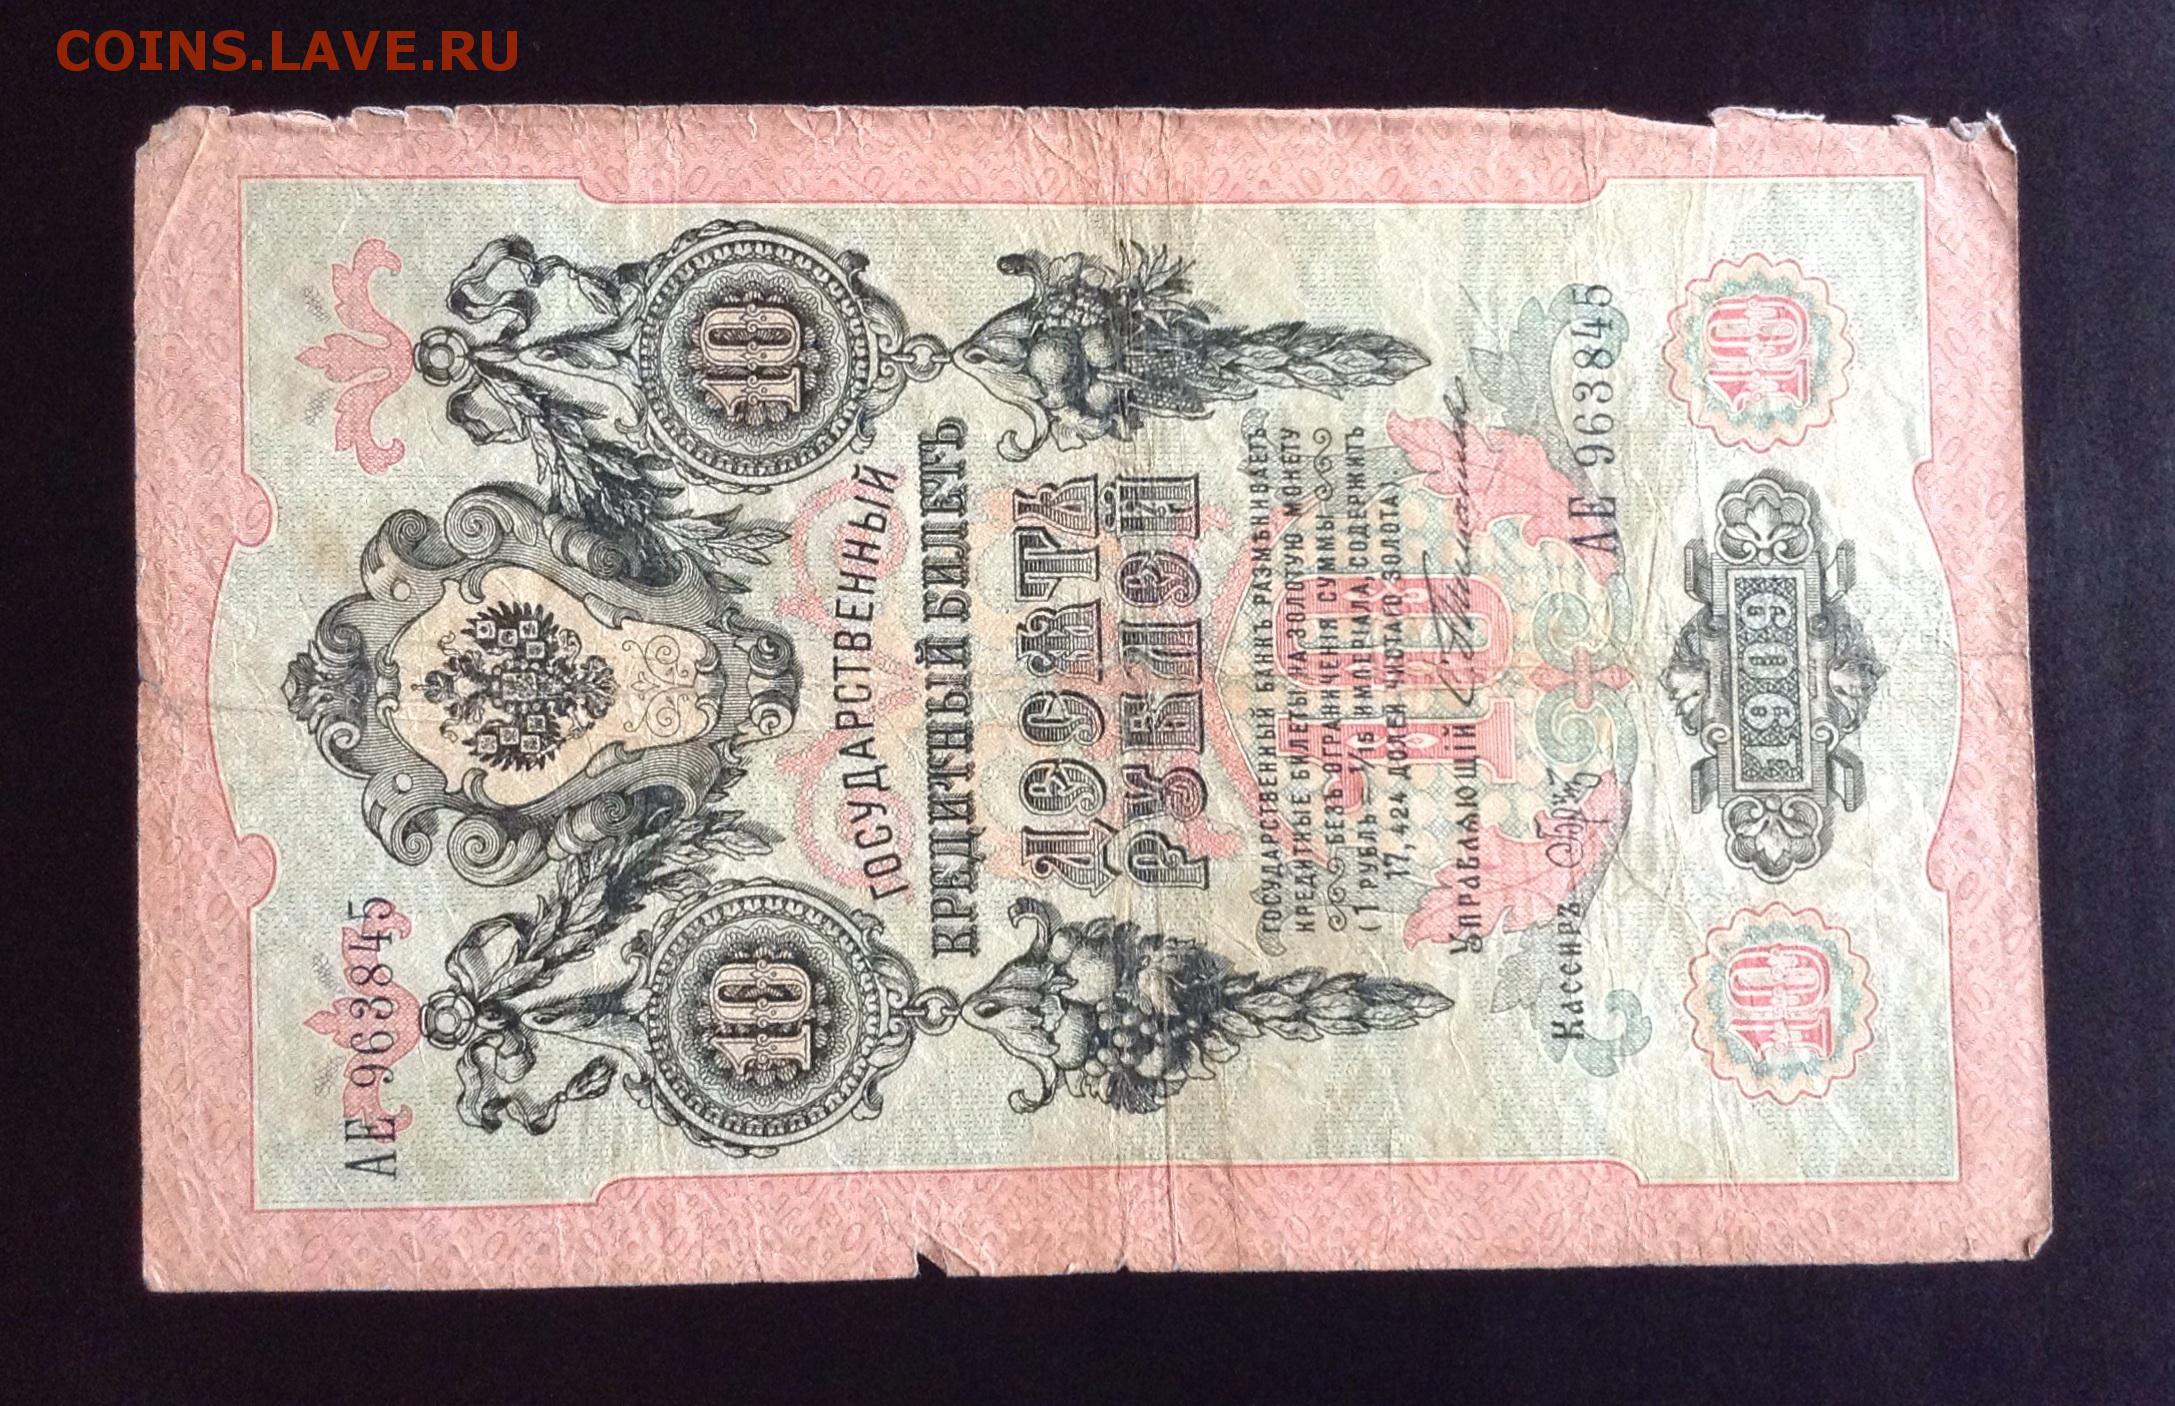 COINS.LAVE.RU
АЕ 963845
10 10
ГОСУДАРСТВЕННЫЙ
КРЕДИТНЫЙ БИЛЕТЪ
ДЕСЯТЬ
РУБЛЕЙ
ГОСУДАРСТВЕННЫЙ БАНКЪ РАЗМѢНИВАЕТЪ
КРЕДИТНЫЕ БИЛЕТЫ НА ЗОЛОТУЮ МОНЕТУ
БЕЗЪ ОГРАНИЧЕНІЯ СУММЫ
(1 РУБЛЬ = 1/15 ИМПЕРІАЛА, СОДЕРЖИТЪ
17,424 ДОЛЕЙ ЧИСТАГО ЗОЛОТА).
10
Управляющій
Кассиръ
АЕ 963845
10 1909 10